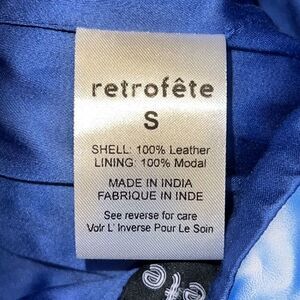 retrofête
S
SHELL: 100% Leather
LINING: 100% Modal
MADE IN INDIA
FABRIQUE IN INDE
See reverse for care
Voir L' Inverse Pour Le Soin